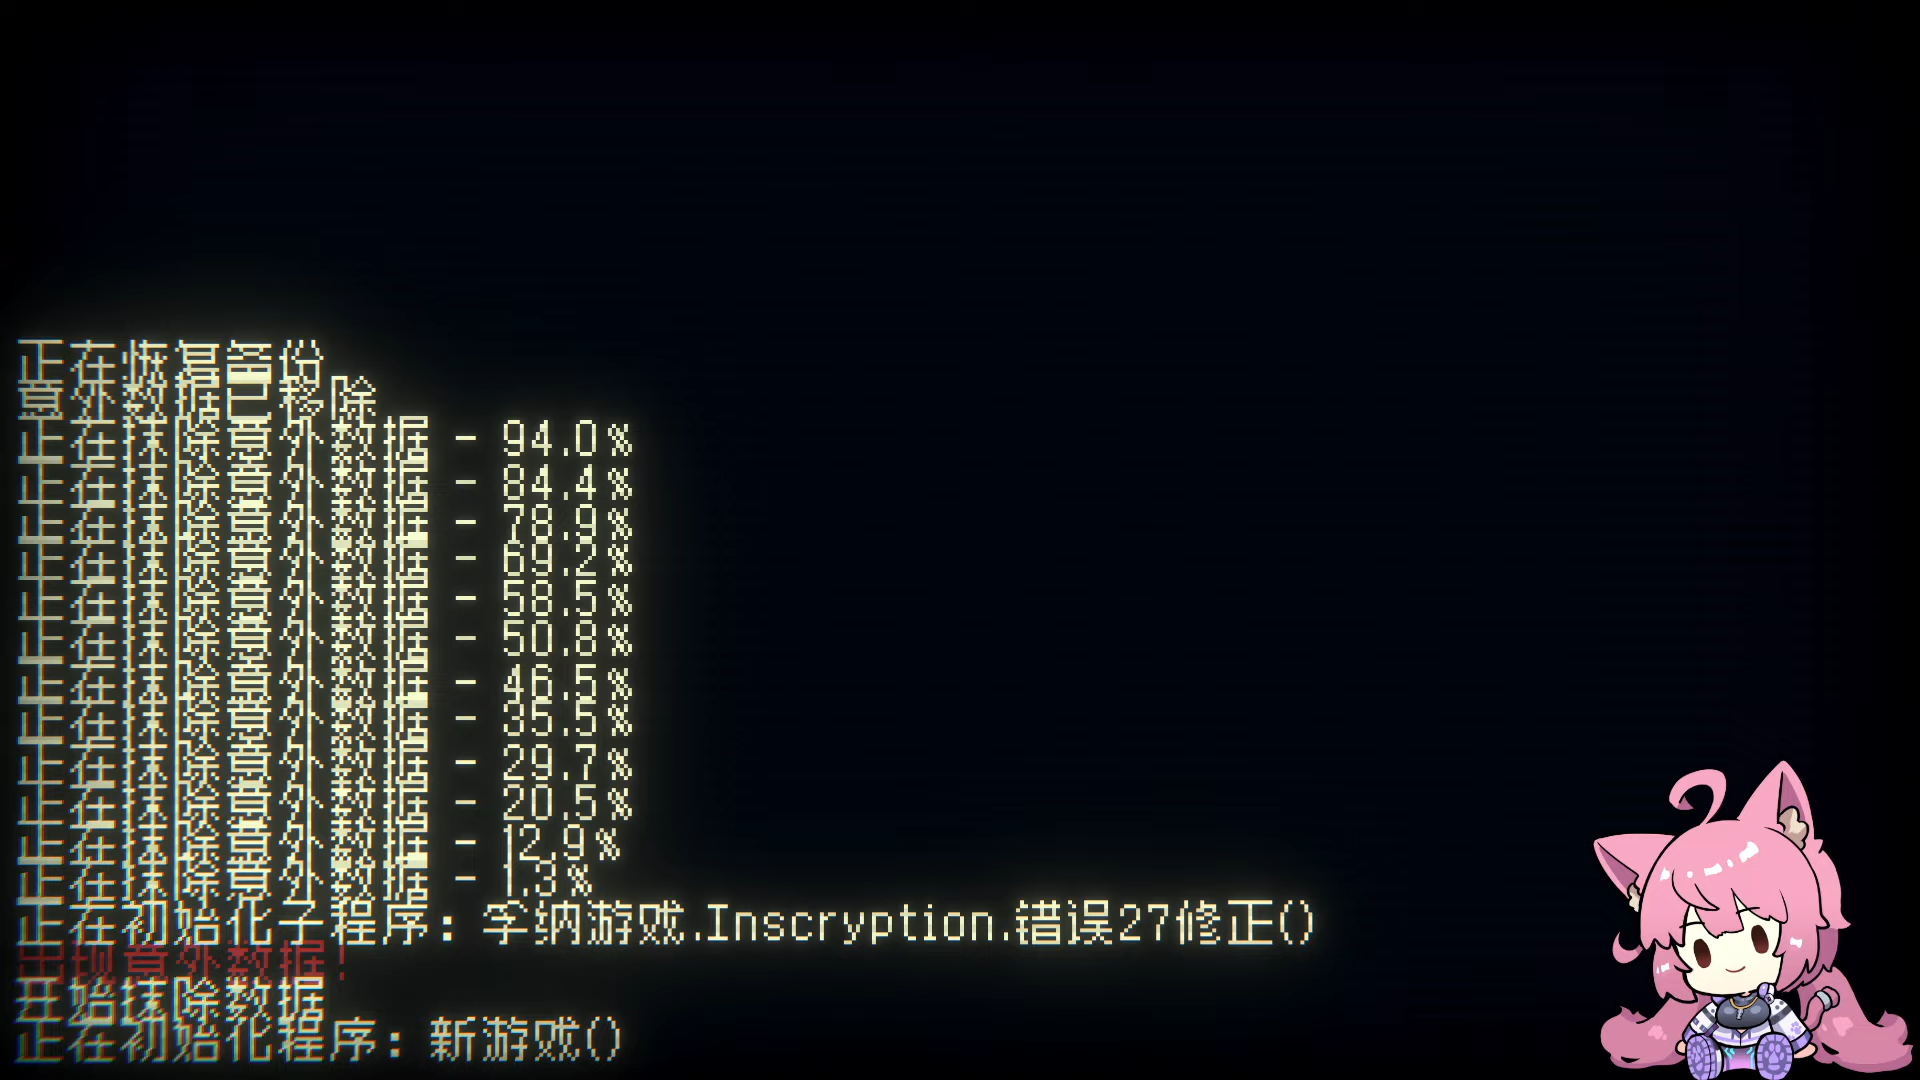 正在恢复备份
意外数据已移除
正在抹除意外数据 - 94.0%
正在抹除意外数据 - 84.4%
正在抹除意外数据 - 78.9%
正在抹除意外数据 - 69.2%
正在抹除意外数据 - 58.5%
正在抹除意外数据 - 50.8%
正在抹除意外数据 - 46.5%
正在抹除意外数据 - 35.5%
正在抹除意外数据 - 29.7%
正在抹除意外数据 - 20.5%
正在抹除意外数据 - 12.9%
正在抹除意外数据 - 1.3%
正在初始化子程序: 李纳游戏.Inscryption.错误27修正()
出现意外数据!
开始抹除数据
正在初始化程序: 新游戏()